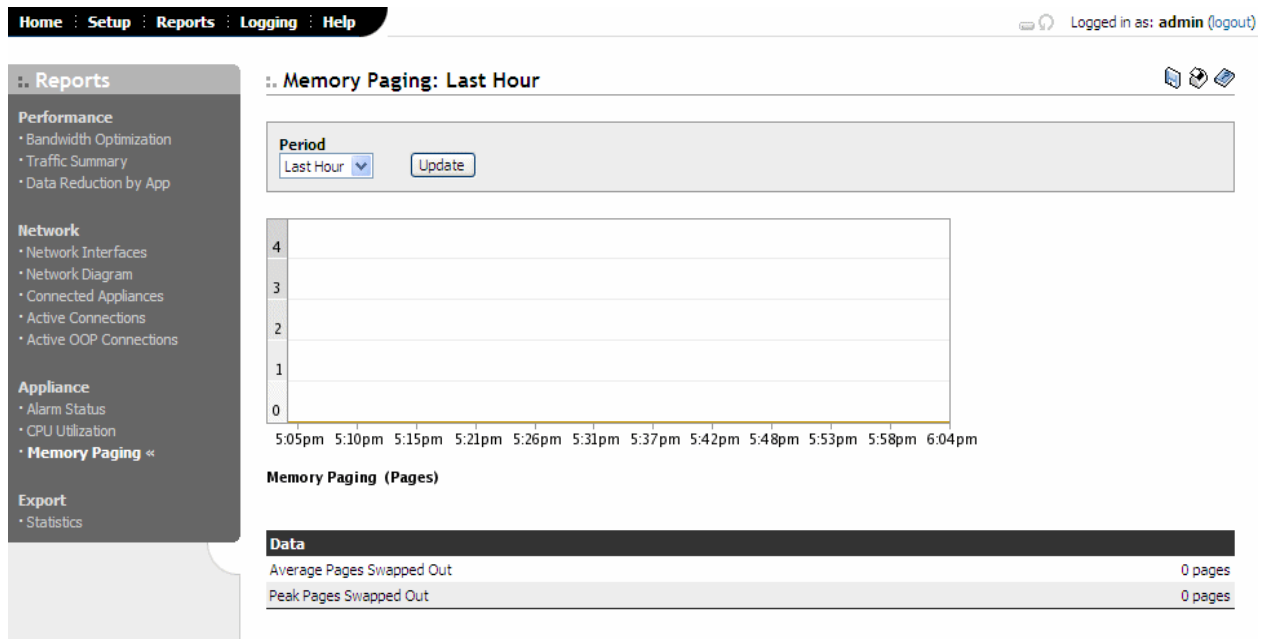 Home Setup Reports Logging Help
Logged in as: admin (logout)
:. Reports
Performance
· Bandwidth Optimization
· Traffic Summary
· Data Reduction by App
Network
· Network Interfaces
· Network Diagram
· Connected Appliances
· Active Connections
· Active OOP Connections
Appliance
· Alarm Status
· CPU Utilization
· Memory Paging «
Export
· Statistics
:. Memory Paging: Last Hour
Period
Last Hour Update
4
3
2
1
0
5:05pm 5:10pm 5:15pm 5:21pm 5:26pm 5:31pm 5:37pm 5:42pm 5:48pm 5:53pm 5:58pm 6:04pm
Memory Paging (Pages)
Data
Average Pages Swapped Out 0 pages
Peak Pages Swapped Out 0 pages